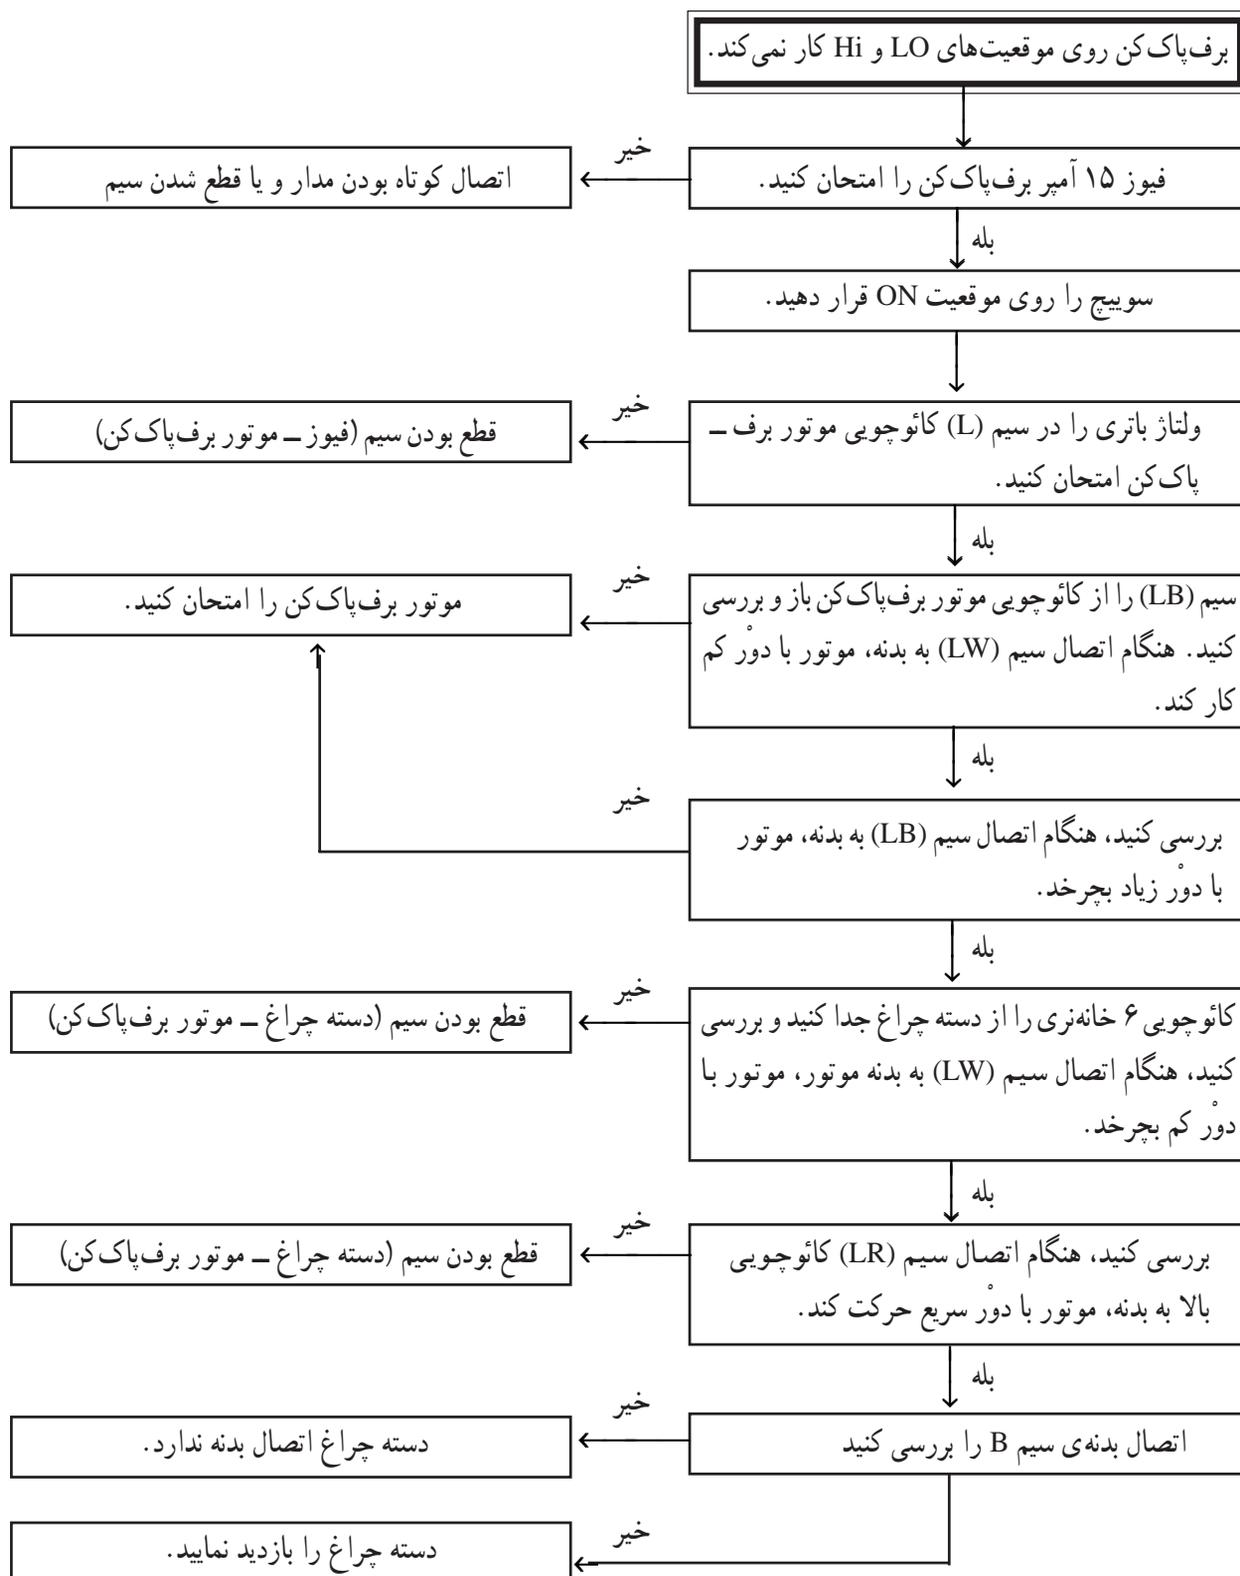 برف‌پاک‌کن روی موقعیت‌های LO و Hi کار نمی‌کند.
فیوز ۱۵ آمپر برف‌پاک‌کن را امتحان کنید.
خیر
اتصال کوتاه بودن مدار و یا قطع شدن سیم
بله
سوییچ را روی موقعیت ON قرار دهید.
ولتاژ باتری را در سیم (L) کائوچویی موتور برف ــ
پاک‌کن امتحان کنید.
خیر
قطع بودن سیم (فیوز ــ موتور برف‌پاک‌کن)
بله
سیم (LB) را از کائوچویی موتور برف‌پاک‌کن باز و بررسی
کنید. هنگام اتصال سیم (LW) به بدنه، موتور با دوْر کم
کار کند.
خیر
موتور برف‌پاک‌کن را امتحان کنید.
بله
بررسی کنید، هنگام اتصال سیم (LB) به بدنه، موتور
با دوْر زیاد بچرخد.
خیر
بله
کائوچویی ۶ خانه‌نری را از دسته چراغ جدا کنید و بررسی
کنید، هنگام اتصال سیم (LW) به بدنه موتور، موتور با
دوْر کم بچرخد.
خیر
قطع بودن سیم (دسته چراغ ــ موتور برف‌پاک‌کن)
بله
بررسی کنید، هنگام اتصال سیم (LR) کائوچویی
بالا به بدنه، موتور با دوْر سریع حرکت کند.
خیر
قطع بودن سیم (دسته چراغ ــ موتور برف‌پاک‌کن)
بله
اتصال بدنه‌ی سیم B را بررسی کنید
خیر
دسته چراغ اتصال بدنه ندارد.
خیر
دسته چراغ را بازدید نمایید.